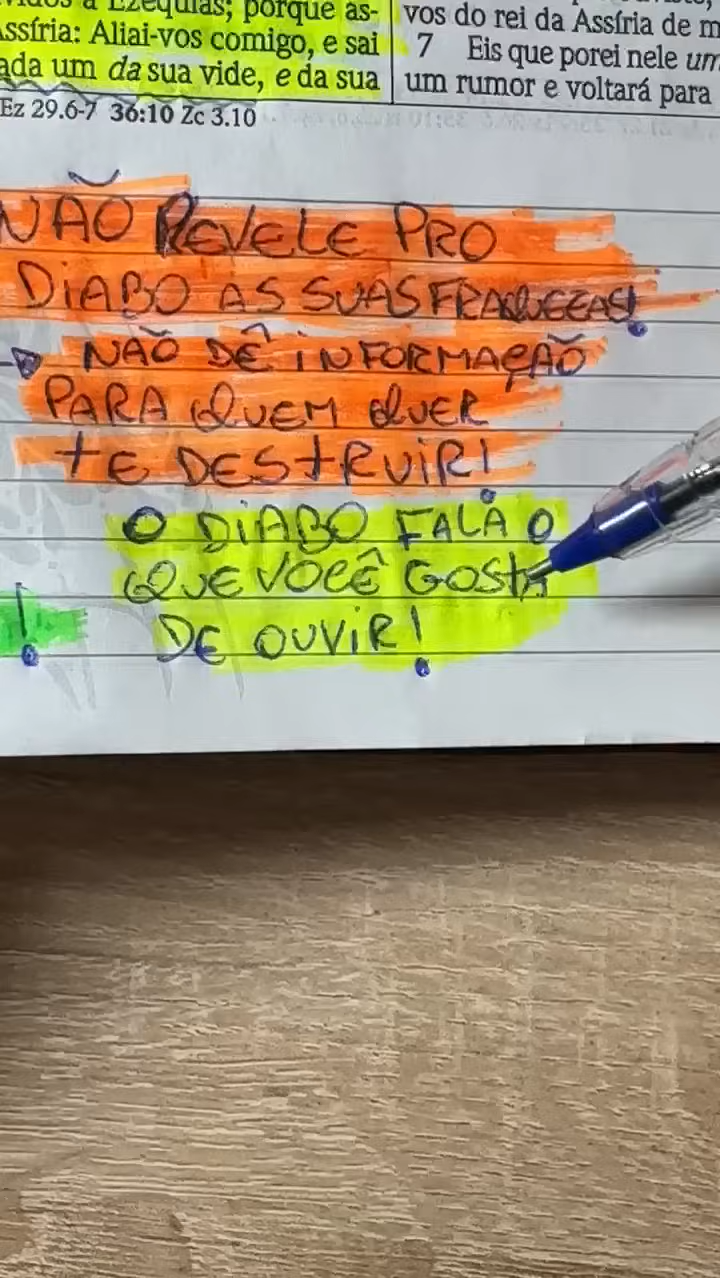 a Ezequias; porque as-
ssíria: Aliai-vos comigo, e sai
ada um da sua vide, e da sua
Ez 29.6-7 36:10 Zc 3.10
vos do rei da Assíria de m
7 Eis que porei nele um
um rumor e voltará para
NÃO REVELE PRO
DIABO AS SUAS FRAQUEZAS!
NÃO DÊ INFORMAÇÃO
PARA QUEM QUER
TE DESTRUIR!
O DIABO FALA O
QUE VOCÊ GOSTA
DE OUVIR!
!